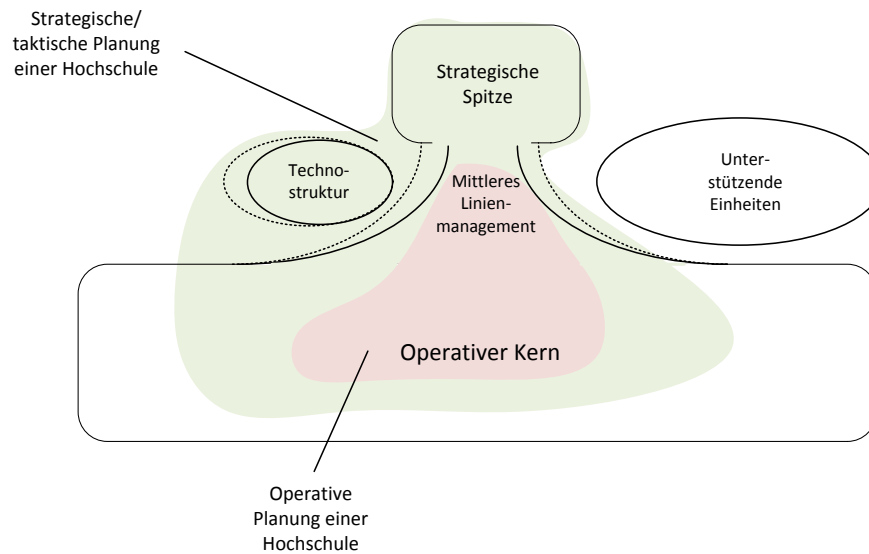 Strategische/
taktische Planung
einer Hochschule
Strategische
Spitze
Techno-
struktur
Mittleres
Linien-
management
Unter-
stützende
Einheiten
Operativer Kern
Operative
Planung einer
Hochschule